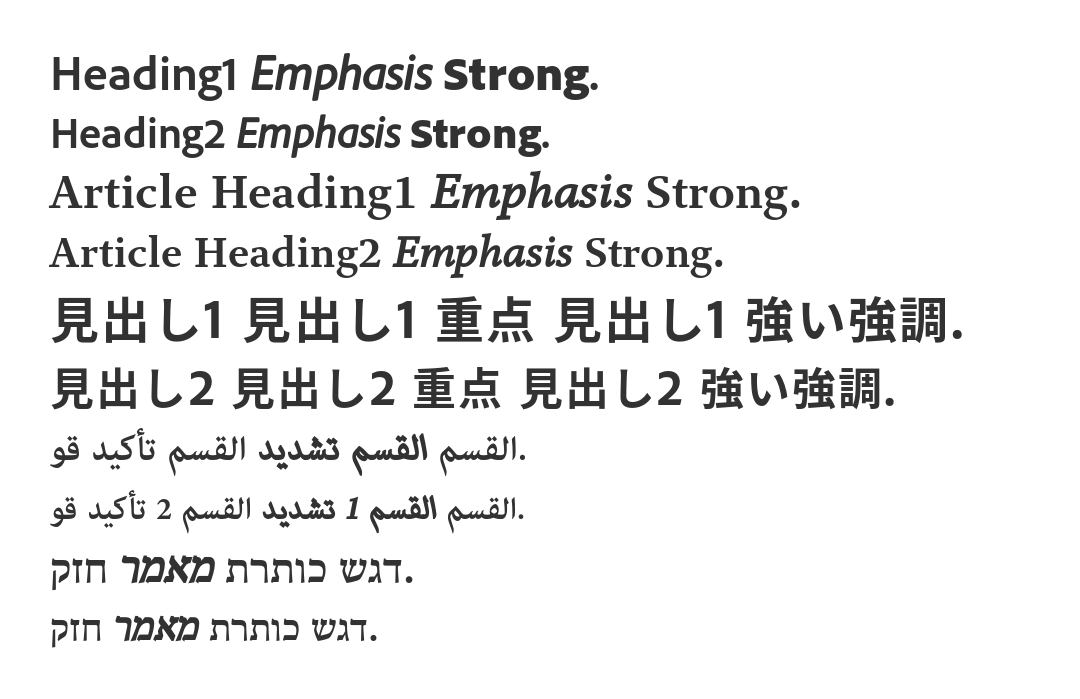 Heading1 Emphasis Strong.
Heading2 Emphasis Strong.
Article Heading1 Emphasis Strong.
Article Heading2 Emphasis Strong.
見出し1 見出し1 重点 見出し1 強い強調.
見出し2 見出し2 重点 見出し2 強い強調.
القسم القسم تشديد القسم تأكيد قو.
القسم القسم 1 تشديد القسم 2 تأكيد قو.
דגש כותרת מאמר חזק.
דגש כותרת מאמר חזק.